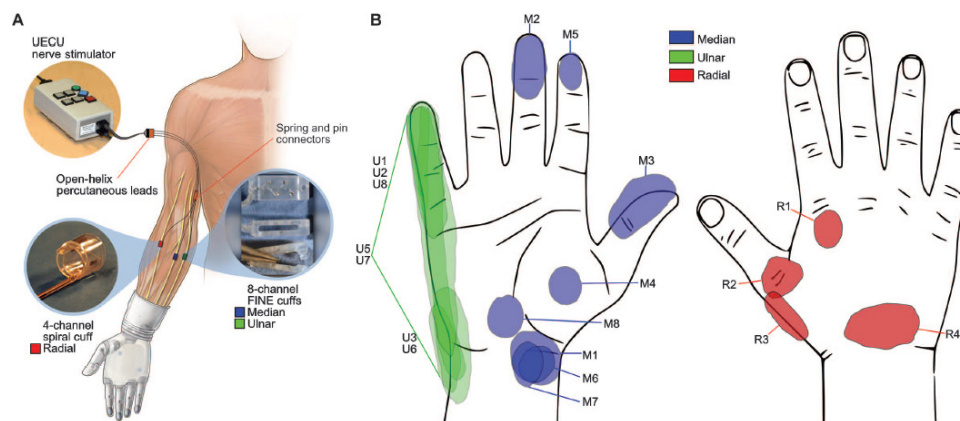 A
UECU
nerve stimulator
Open-helix
percutaneous leads
Spring and pin
connectors
4-channel
spiral cuff
Radial
8-channel
FINE cuffs
Median
Ulnar
B
M2
M5
U1
U2
U8
U5
U7
U3
U6
M3
M4
M8
M1
M6
M7
Median
Ulnar
Radial
R1
R2
R3
R4